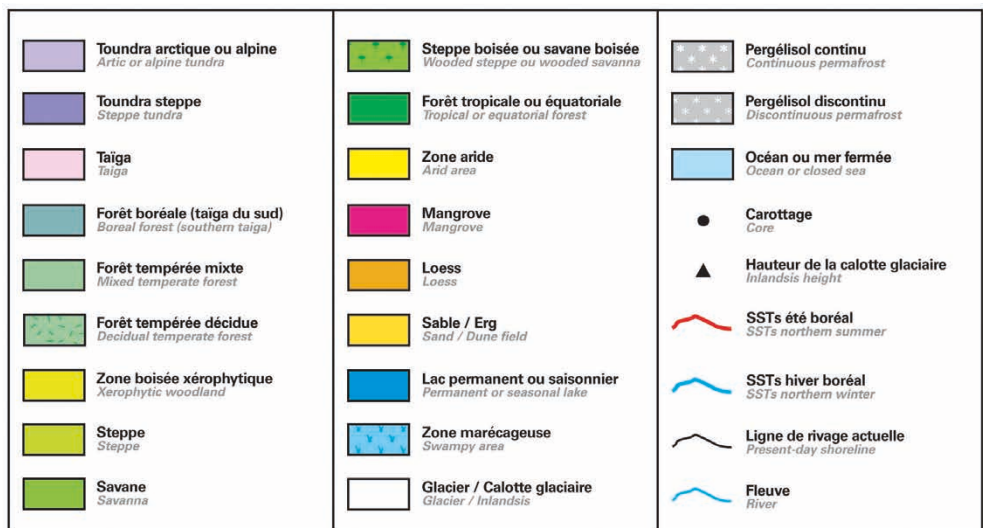 Toundra arctique ou alpine
Artic or alpine tundra
Toundra steppe
Steppe tundra
Taïga
Taiga
Forêt boréale (taïga du sud)
Boreal forest (southern taiga)
Forêt tempérée mixte
Mixed temperate forest
Forêt tempérée décidue
Decidual temperate forest
Zone boisée xérophytique
Xerophytic woodland
Steppe
Steppe
Savane
Savanna
Steppe boisée ou savane boisée
Wooded steppe ou wooded savanna
Forêt tropicale ou équatoriale
Tropical or equatorial forest
Zone aride
Arid area
Mangrove
Mangrove
Loess
Loess
Sable / Erg
Sand / Dune field
Lac permanent ou saisonnier
Permanent or seasonal lake
Zone marécageuse
Swampy area
Glacier / Calotte glaciaire
Glacier / Inlandsis
Pergélisol continu
Continuous permafrost
Pergélisol discontinu
Discontinuous permafrost
Océan ou mer fermée
Ocean or closed sea
Carottage
Core
Hauteur de la calotte glaciaire
Inlandsis height
SSTs été boréal
SSTs northern summer
SSTs hiver boréal
SSTs northern winter
Ligne de rivage actuelle
Present-day shoreline
Fleuve
River